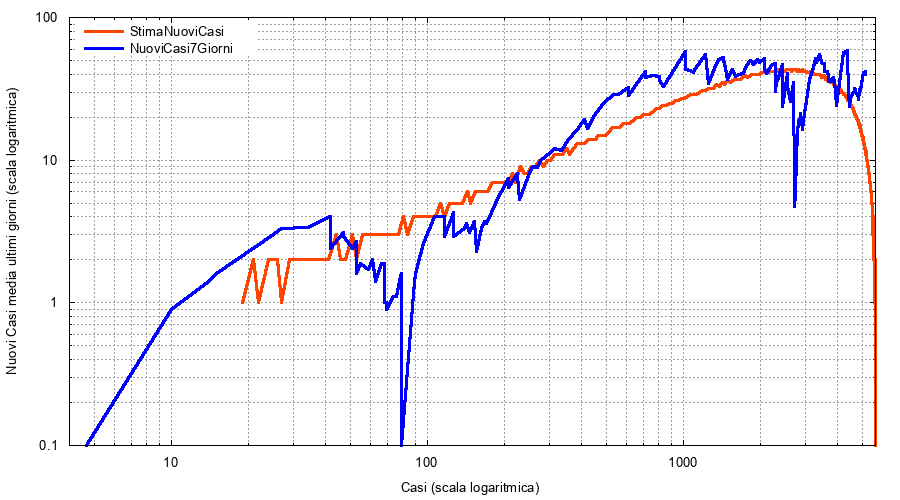 100
StimaNuoviCasi
NuoviCasi7Giorni
10
1
0.1
Nuovi Casi media ultimi giorni (scala logaritmica)
10
100
1000
Casi (scala logaritmica)